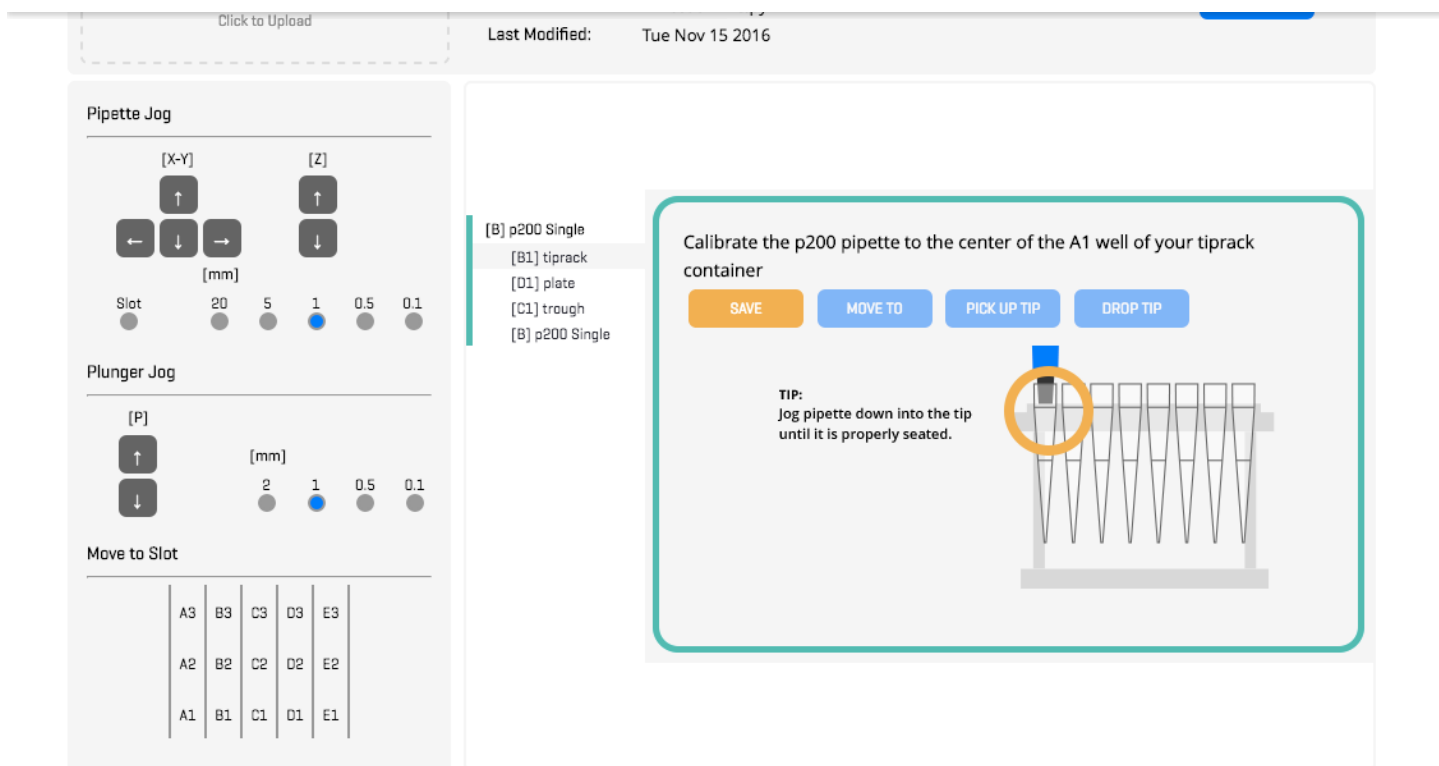 Click to Upload
Last Modified: Tue Nov 15 2016
Pipette Jog
[X-Y] [Z]
↑ ↑
← ↓ → ↓
[mm]
Slot 20 5 1 0.5 0.1
Plunger Jog
[P]
↑ [mm]
↓ 2 1 0.5 0.1
Move to Slot
A3 B3 C3 D3 E3
A2 B2 C2 D2 E2
A1 B1 C1 D1 E1
[B] p200 Single
[B1] tiprack
[D1] plate
[C1] trough
[B] p200 Single
Calibrate the p200 pipette to the center of the A1 well of your tiprack
container
SAVE MOVE TO PICK UP TIP DROP TIP
TIP:
Jog pipette down into the tip
until it is properly seated.